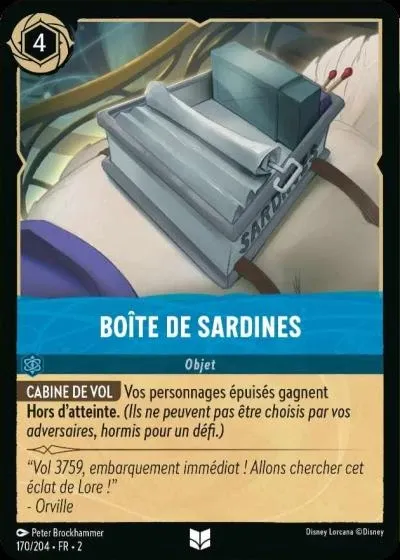 4
SARDINES
BOÎTE DE SARDINES
Objet
CABINE DE VOL Vos personnages épuisés gagnent
Hors d'atteinte. (Ils ne peuvent pas être choisis par vos
adversaires, hormis pour un défi.)
“Vol 3759, embarquement immédiat ! Allons chercher cet
éclat de Lore !”
- Orville
Peter Brockhammer
Disney Lorcana ©Disney
170/204 • FR • 2